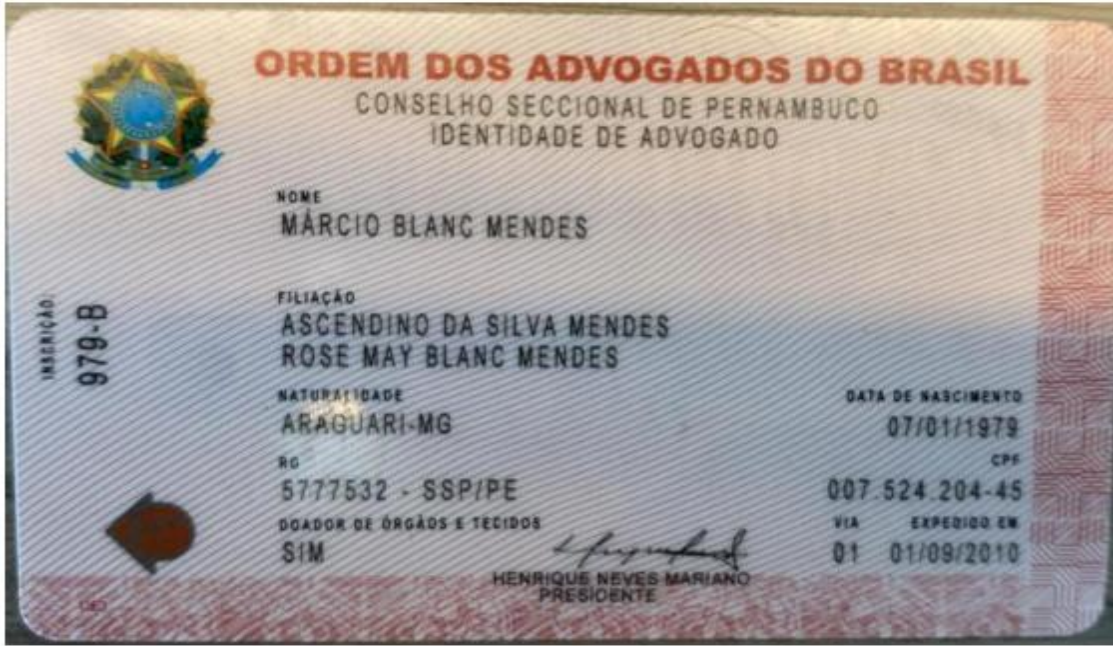 ORDEM DOS ADVOGADOS DO BRASIL
CONSELHO SECCIONAL DE PERNAMBUCO
IDENTIDADE DE ADVOGADO
NOME
MÁRCIO BLANC MENDES
FILIAÇÃO
ASCENDINO DA SILVA MENDES
ROSE MAY BLANC MENDES
NATURALIDADE
ARAGUARI-MG
DATA DE NASCIMENTO
07/01/1979
RG
5777532 - SSP/PE
CPF
007.524.204-45
DOADOR DE ÓRGÃOS E TECIDOS
SIM
VIA
01
EXPEDIDO EM
01/09/2010
HENRIQUE NEVES MARIANO
PRESIDENTE
INSCRIÇÃO:
979-B